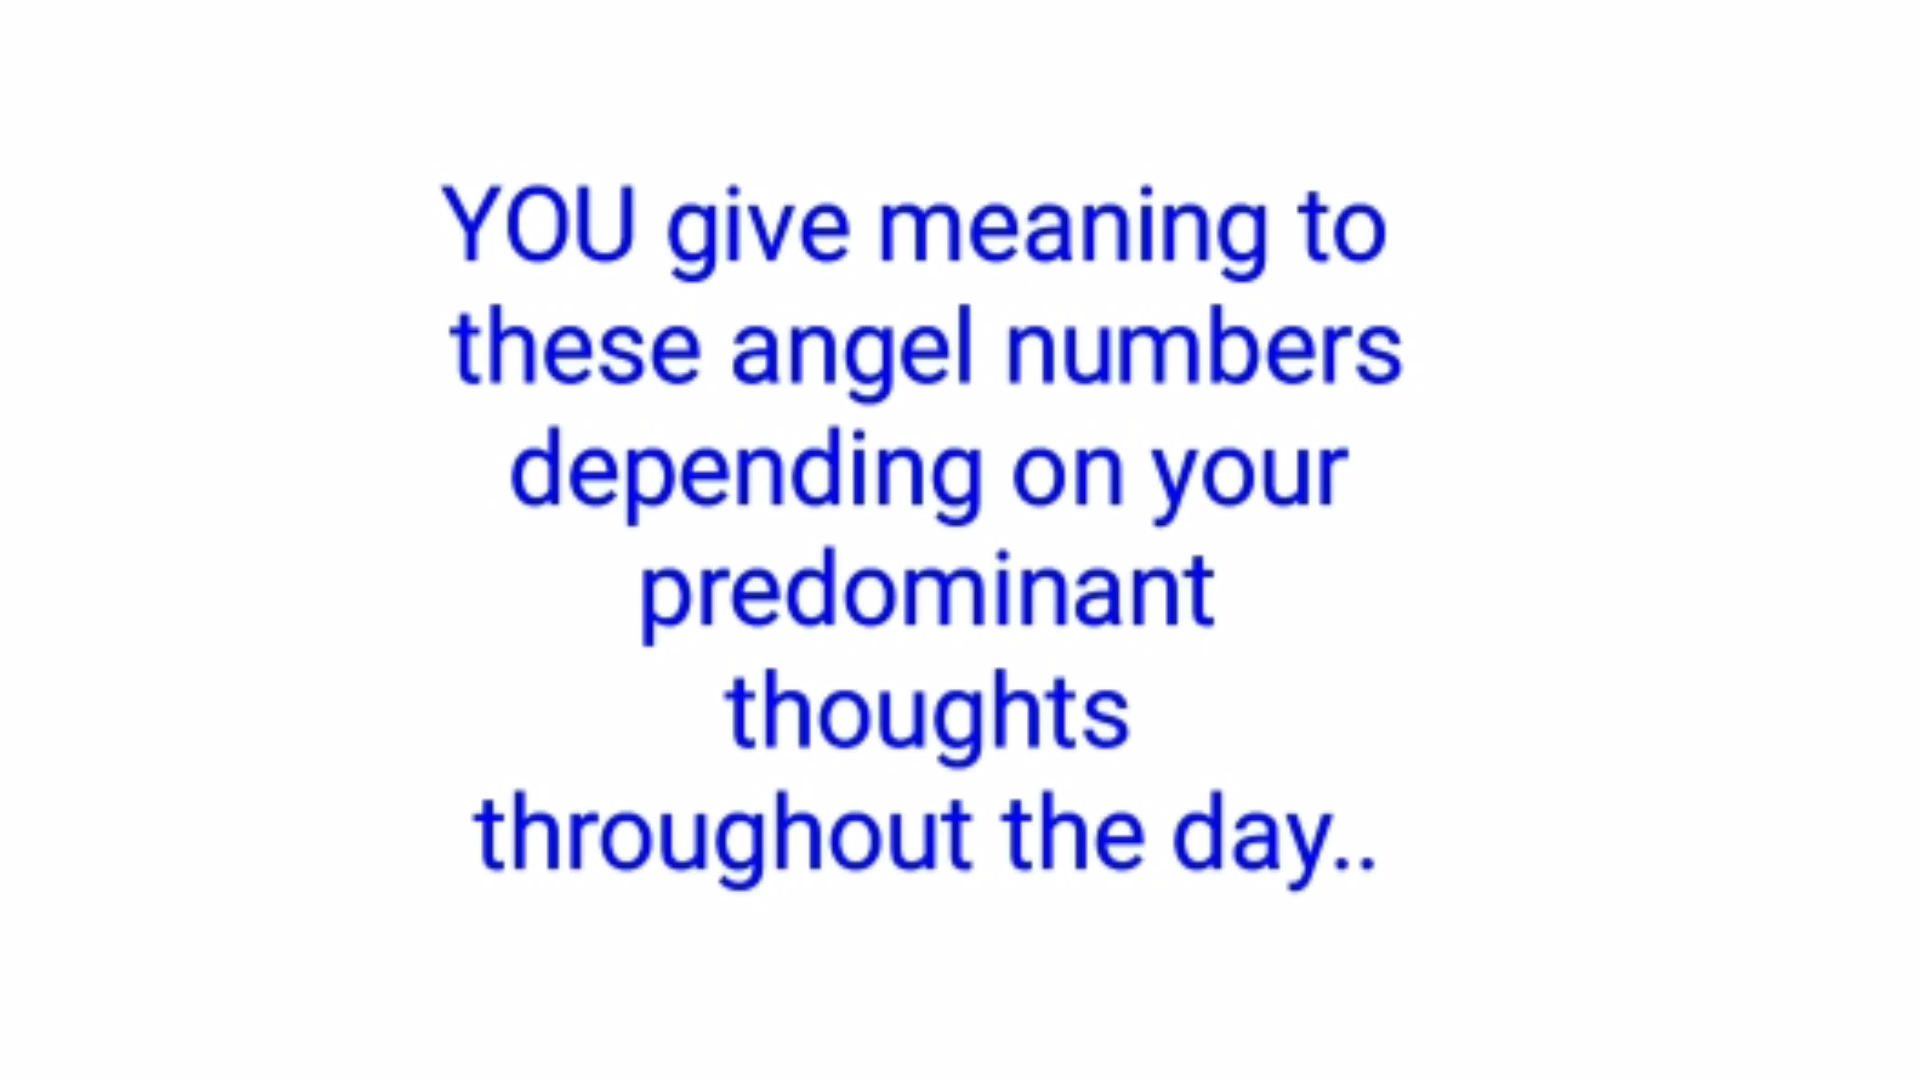 YOU give meaning to
these angel numbers
depending on your
predominant
thoughts
throughout the day..